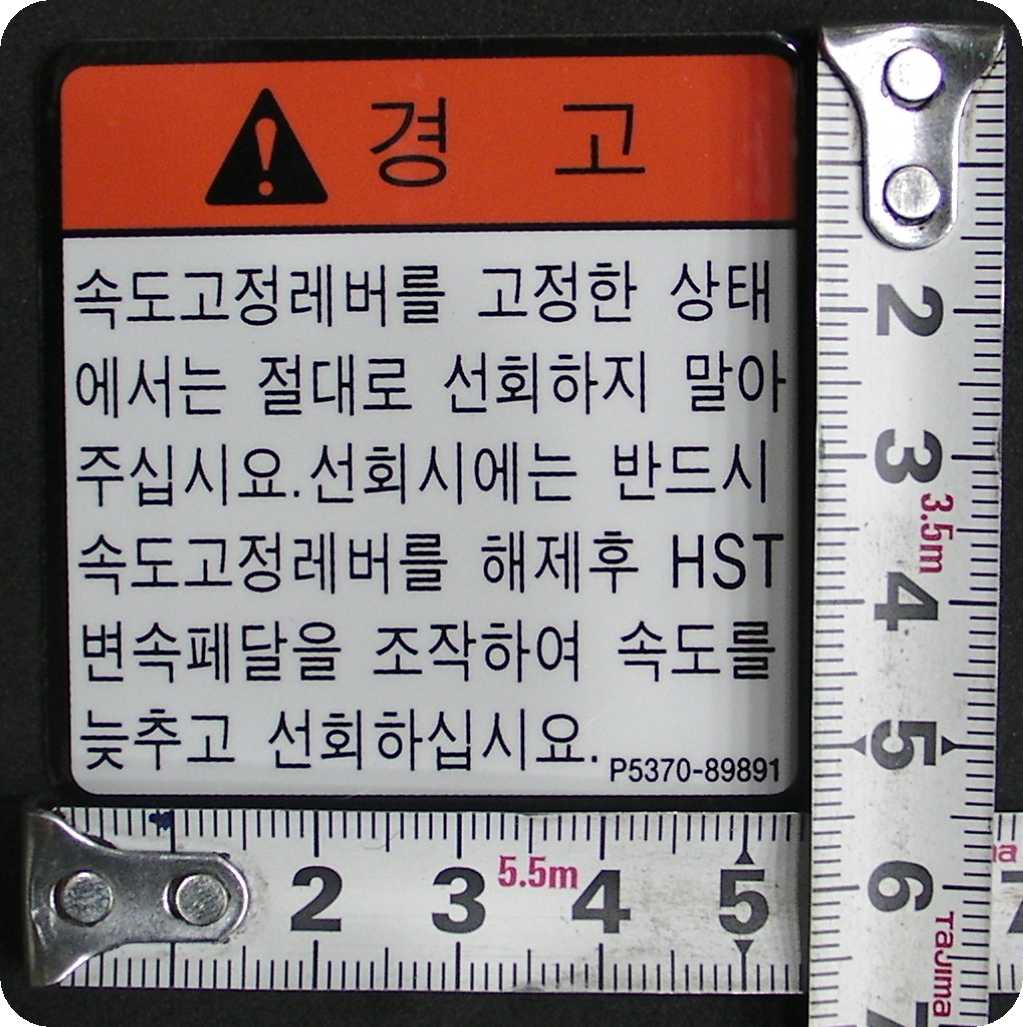 경 고
속도고정레버를 고정한 상태
에서는 절대로 선회하지 말아
주십시요.선회시에는 반드시
속도고정레버를 해제후 HST
변속페달을 조작하여 속도를
늦추고 선회하십시요.
P5370-89891
2
3
3.5m
4
5
6
Tajima
7
2 3 5.5m 4 5